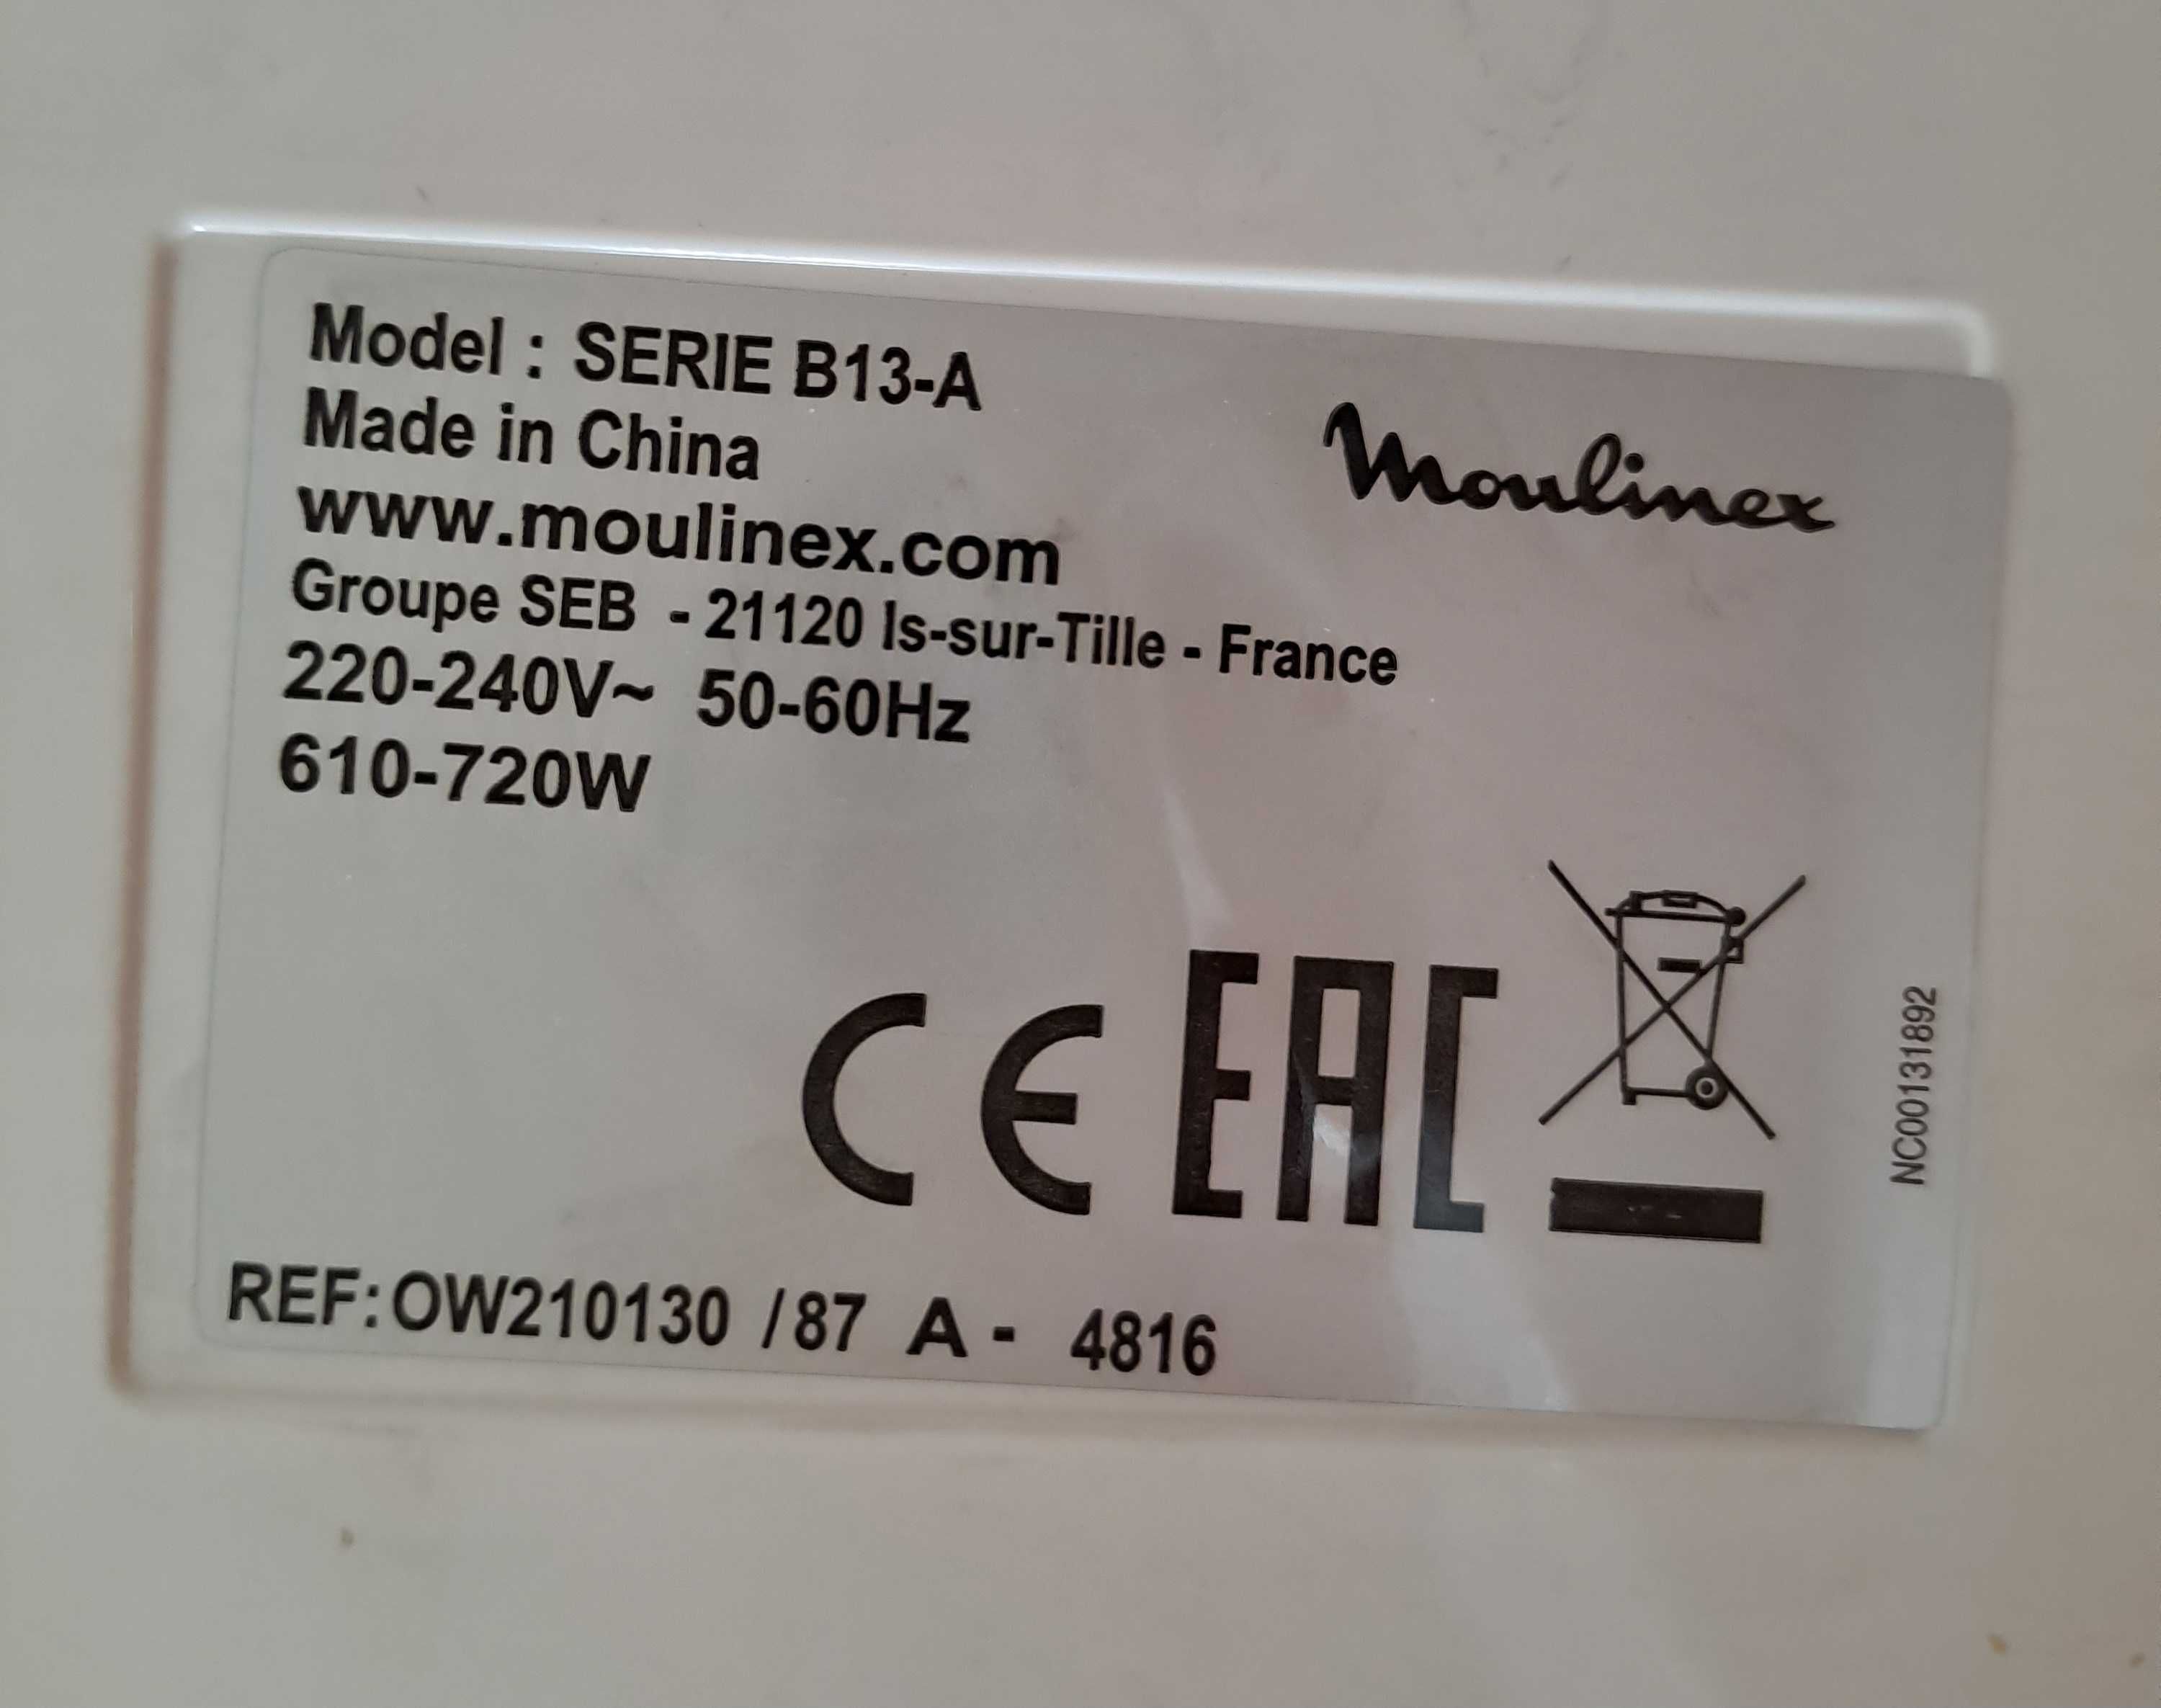 Model : SERIE B13-A
Made in China
Moulinex
www.moulinex.com
Groupe SEB - 21120 Is-sur-Tille - France
220-240V~ 50-60Hz
610-720W
CE EAC
NC00131892
REF: OW210130 /87 A - 4816